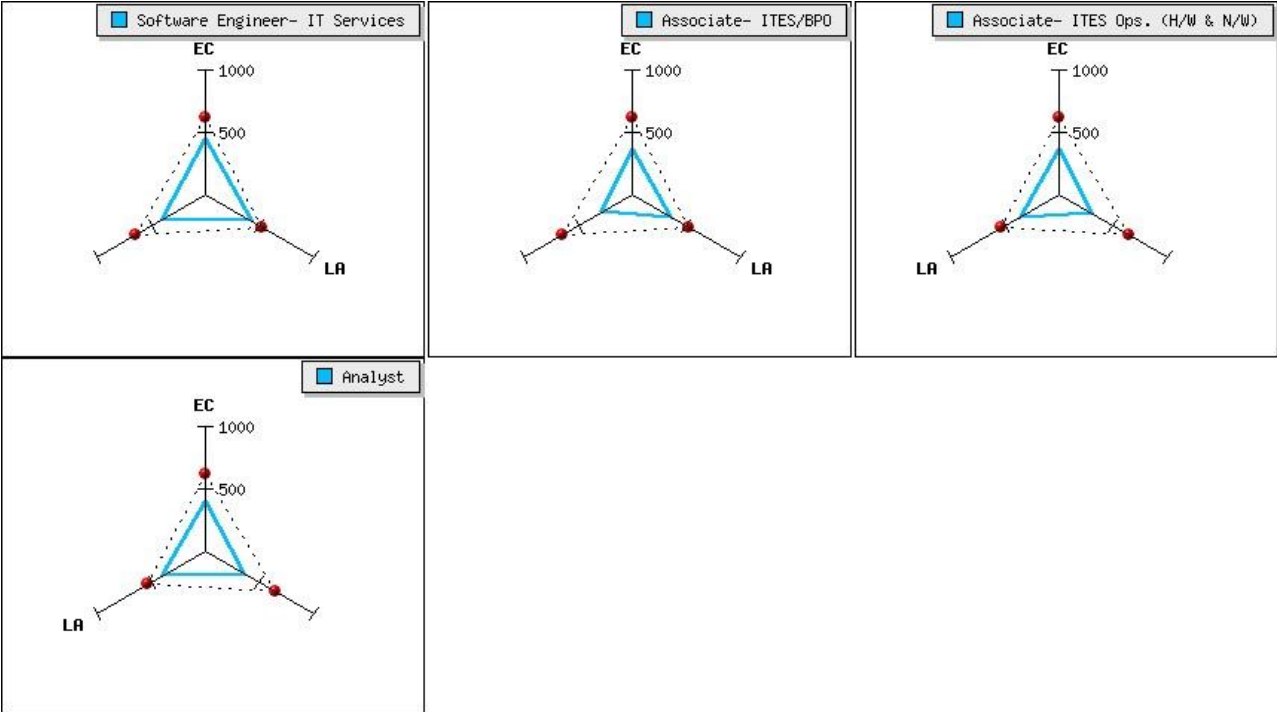 Software Engineer- IT Services
EC
1000
500
LA
Associate- ITES/BPO
EC
1000
500
LA
Associate- ITES Ops. (H/W & N/W)
EC
1000
500
LA
Analyst
EC
1000
500
LA